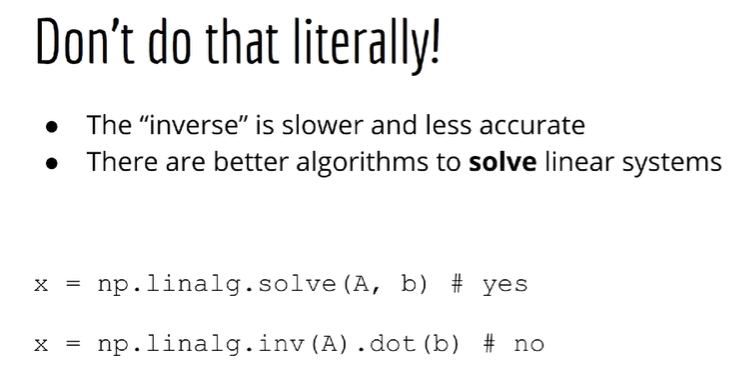 Don't do that literally!
● The “inverse” is slower and less accurate
● There are better algorithms to solve linear systems
x = np.linalg.solve(A, b) # yes
x = np.linalg.inv(A).dot(b) # no